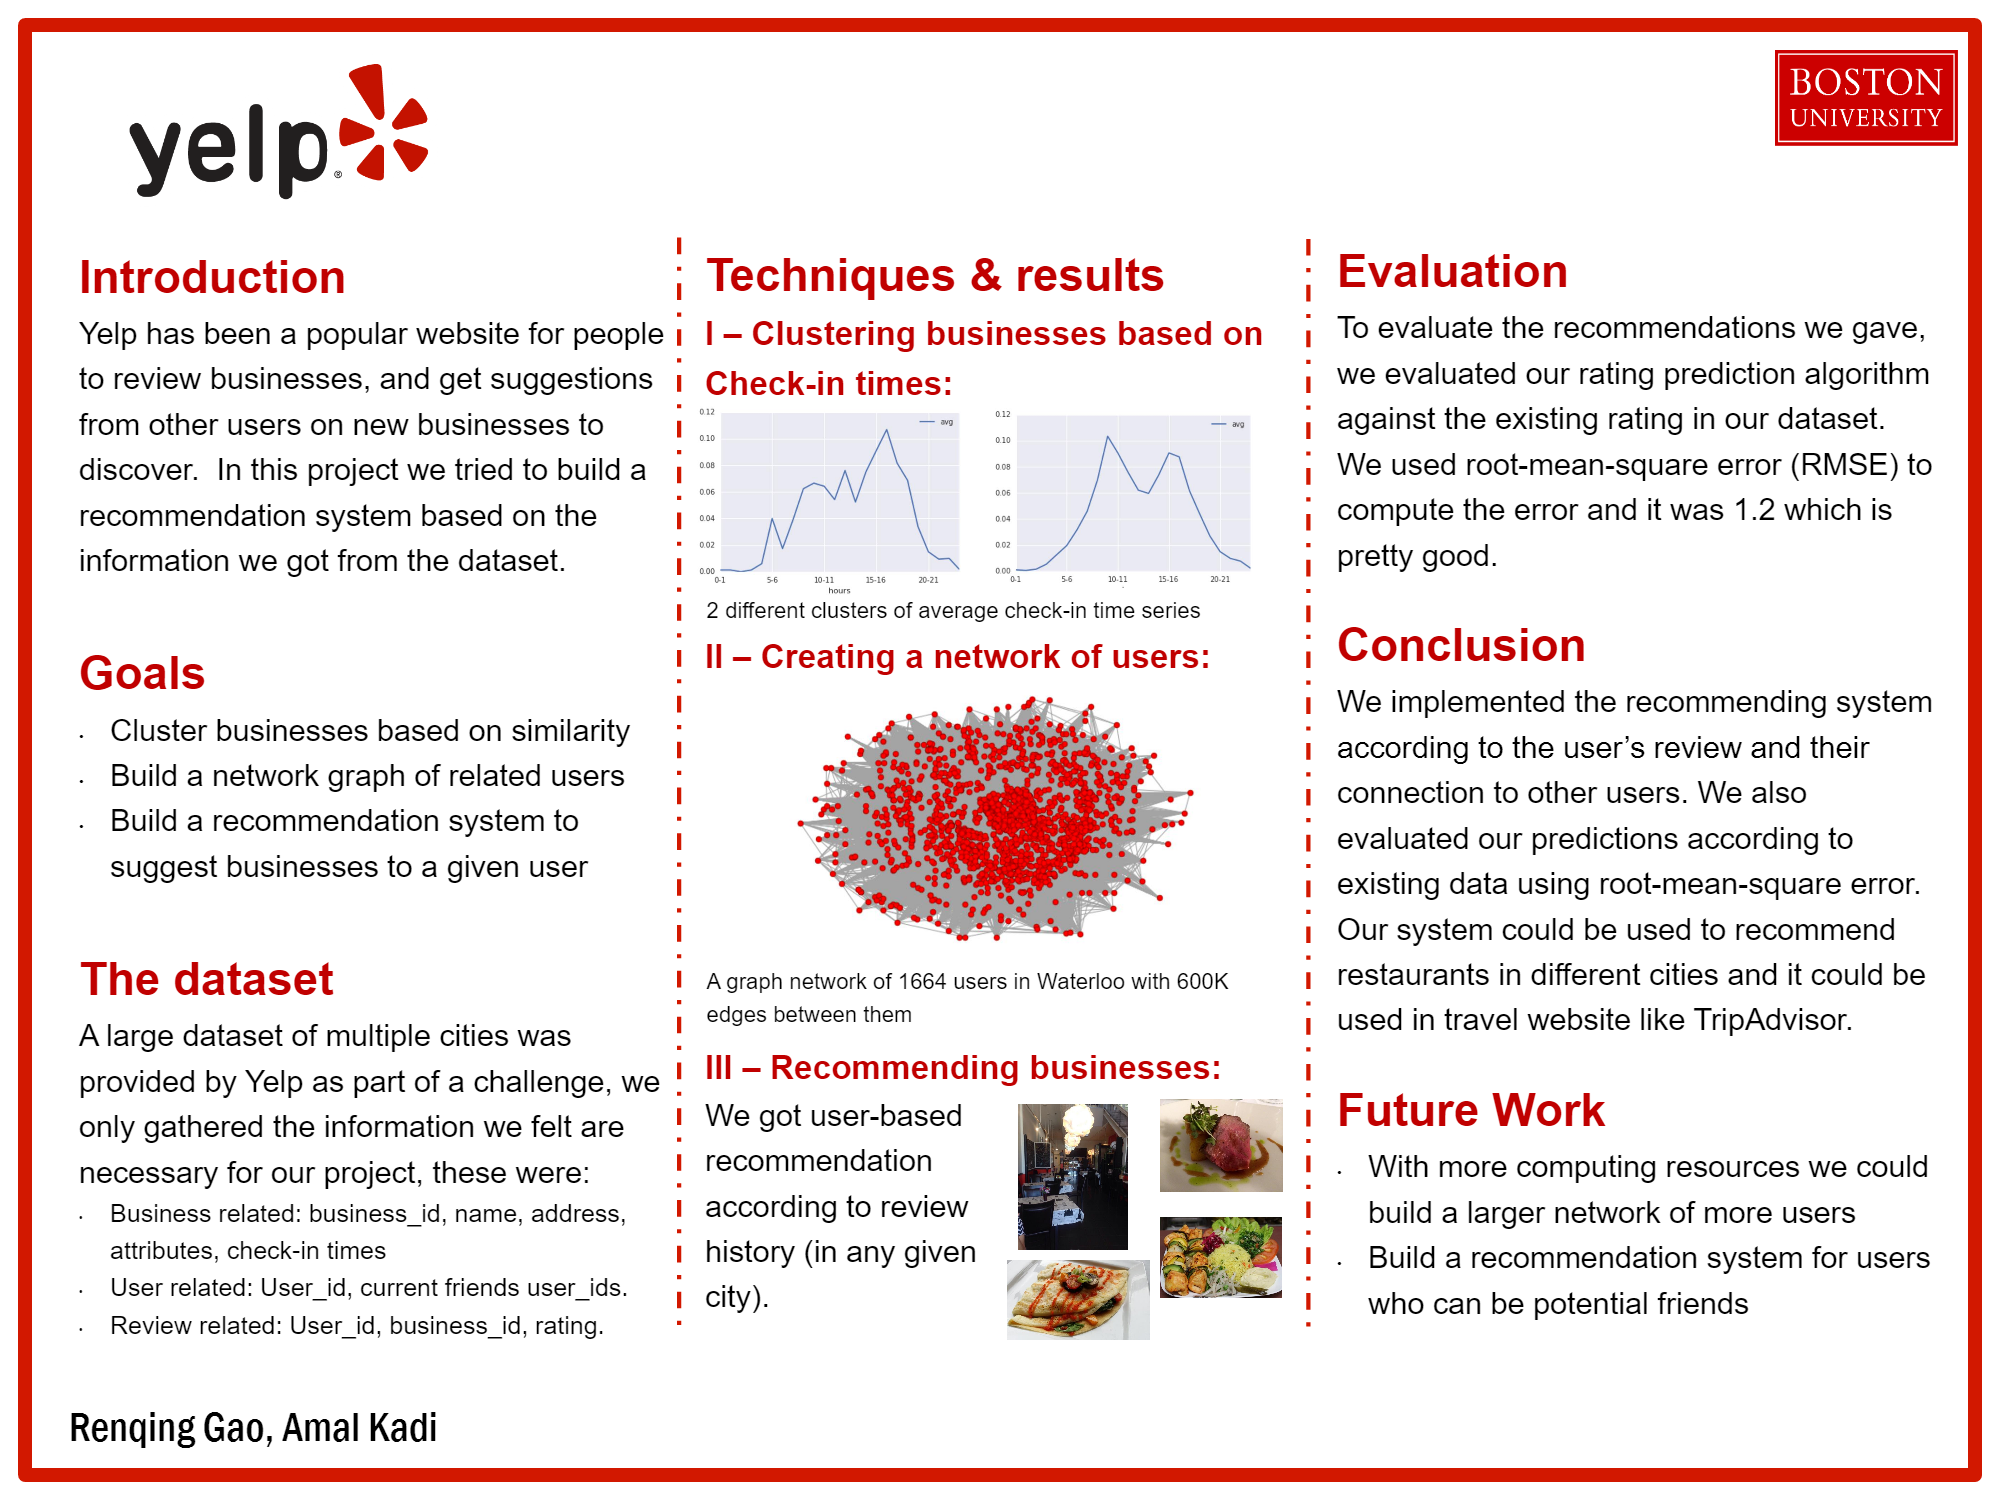 yelp®
BOSTON
UNIVERSITY
Introduction
Yelp has been a popular website for people
to review businesses, and get suggestions
from other users on new businesses to
discover.  In this project we tried to build a
recommendation system based on the
information we got from the dataset.
Goals
· Cluster businesses based on similarity
· Build a network graph of related users
· Build a recommendation system to
suggest businesses to a given user
The dataset
A large dataset of multiple cities was
provided by Yelp as part of a challenge, we
only gathered the information we felt are
necessary for our project, these were:
· Business related: business_id, name, address,
attributes, check-in times
· User related: User_id, current friends user_ids.
· Review related: User_id, business_id, rating.
Renqing Gao, Amal Kadi
Techniques & results
I – Clustering businesses based on
Check-in times:
0.12
0.10
0.08
0.06
0.04
0.02
0.00
0-1 5-6 10-11 15-16 20-21
hours
avg
0.12
0.10
0.08
0.06
0.04
0.02
0.00
0-1 5-6 10-11 15-16 20-21
avg
2 different clusters of average check-in time series
II – Creating a network of users:
A graph network of 1664 users in Waterloo with 600K
edges between them
III – Recommending businesses:
We got user-based
recommendation
according to review
history (in any given
city).
Evaluation
To evaluate the recommendations we gave,
we evaluated our rating prediction algorithm
against the existing rating in our dataset.
We used root-mean-square error (RMSE) to
compute the error and it was 1.2 which is
pretty good.
Conclusion
We implemented the recommending system
according to the user’s review and their
connection to other users. We also
evaluated our predictions according to
existing data using root-mean-square error.
Our system could be used to recommend
restaurants in different cities and it could be
used in travel website like TripAdvisor.
Future Work
· With more computing resources we could
build a larger network of more users
· Build a recommendation system for users
who can be potential friends